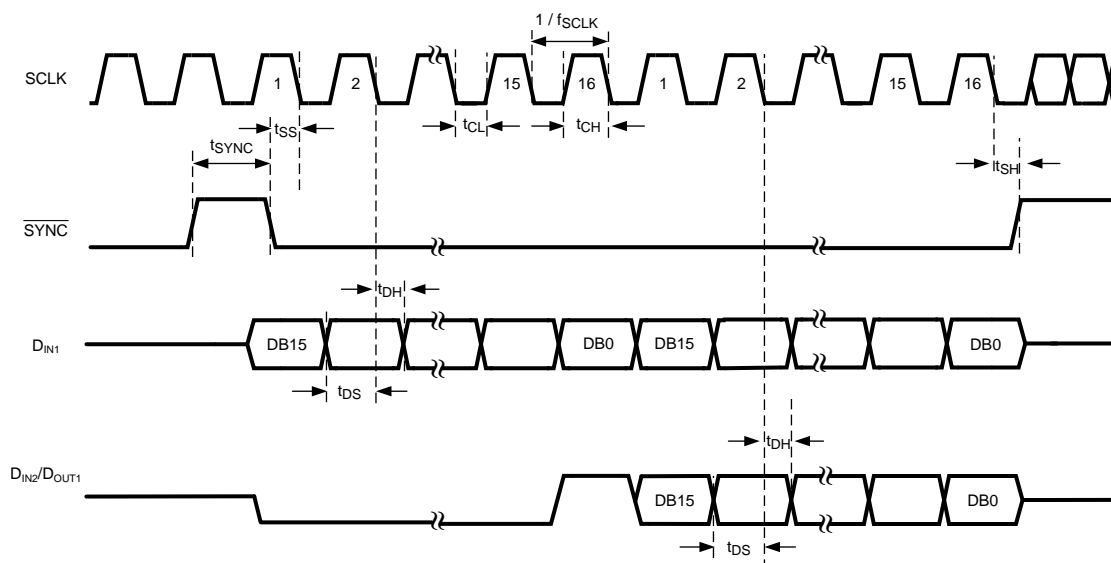 1 / fSCLK
SCLK
1 2 15 16 1 2 15 16
tSS tCL tCH
tSYNC
tSH
SYNC
tDH
DIN1
DB15 DB0 DB15 DB0
tDS
tDH
DIN2/DOUT1
DB15 DB0
tDS